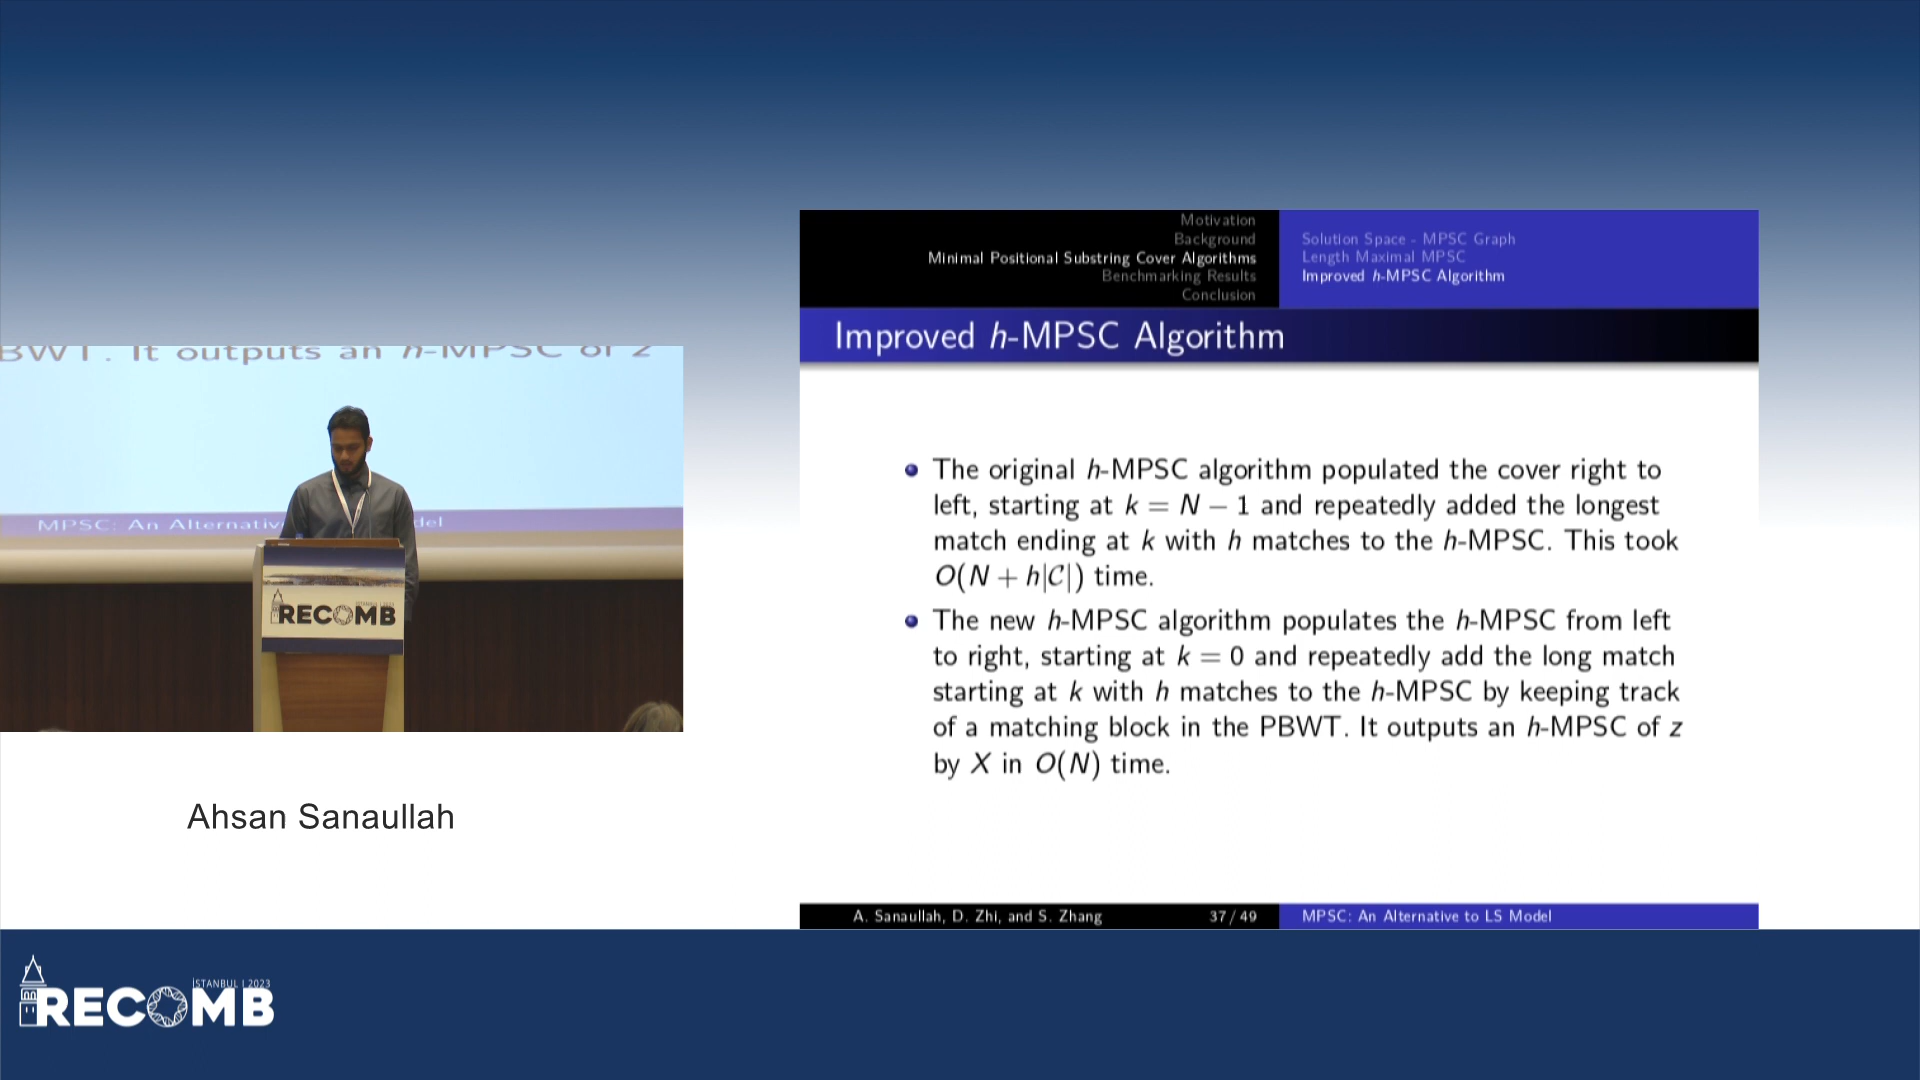 Motivation
Background
Minimal Positional Substring Cover Algorithms
Benchmarking Results
Conclusion
Solution Space - MPSC Graph
Length Maximal MPSC
Improved h-MPSC Algorithm
Improved h-MPSC Algorithm
The original h-MPSC algorithm populated the cover right to
left, starting at k = N − 1 and repeatedly added the longest
match ending at k with h matches to the h-MPSC. This took
O(N + h|C|) time.
The new h-MPSC algorithm populates the h-MPSC from left
to right, starting at k = 0 and repeatedly add the long match
starting at k with h matches to the h-MPSC by keeping track
of a matching block in the PBWT. It outputs an h-MPSC of z
by X in O(N) time.
A. Sanaullah, D. Zhi, and S. Zhang
37 / 49
MPSC: An Alternative to LS Model
BWT. It outputs an h-MPSC of z
MPSC: An Alternativ
del
RECOMB
Ahsan Sanaullah
İSTANBUL | 2023
RECOMB